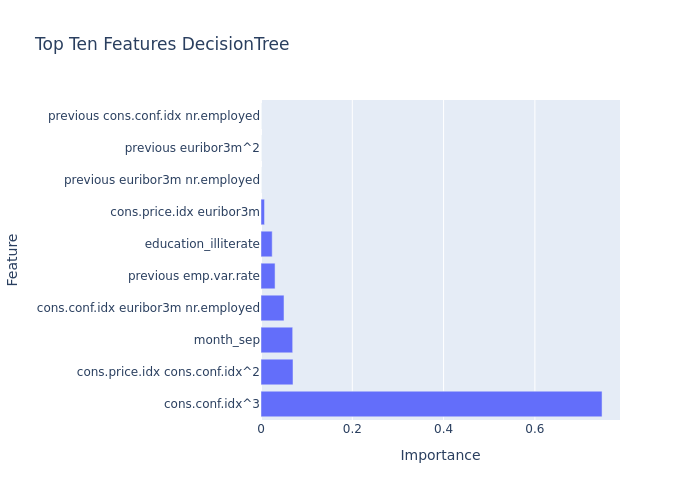 Top Ten Features DecisionTree
previous cons.conf.idx nr.employed
previous euribor3m^2
previous euribor3m nr.employed
cons.price.idx euribor3m
education_illiterate
previous emp.var.rate
cons.conf.idx euribor3m nr.employed
month_sep
cons.price.idx cons.conf.idx^2
cons.conf.idx^3
Feature
0 0.2 0.4 0.6
Importance